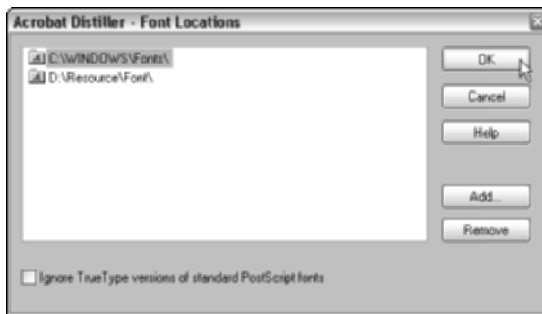 Acrobat Distiller - Font Locations
C:\WINDOWS\Fonts\
D:\Resource\Font\
OK
Cancel
Help
Add...
Remove
Ignore TrueType versions of standard PostScript fonts